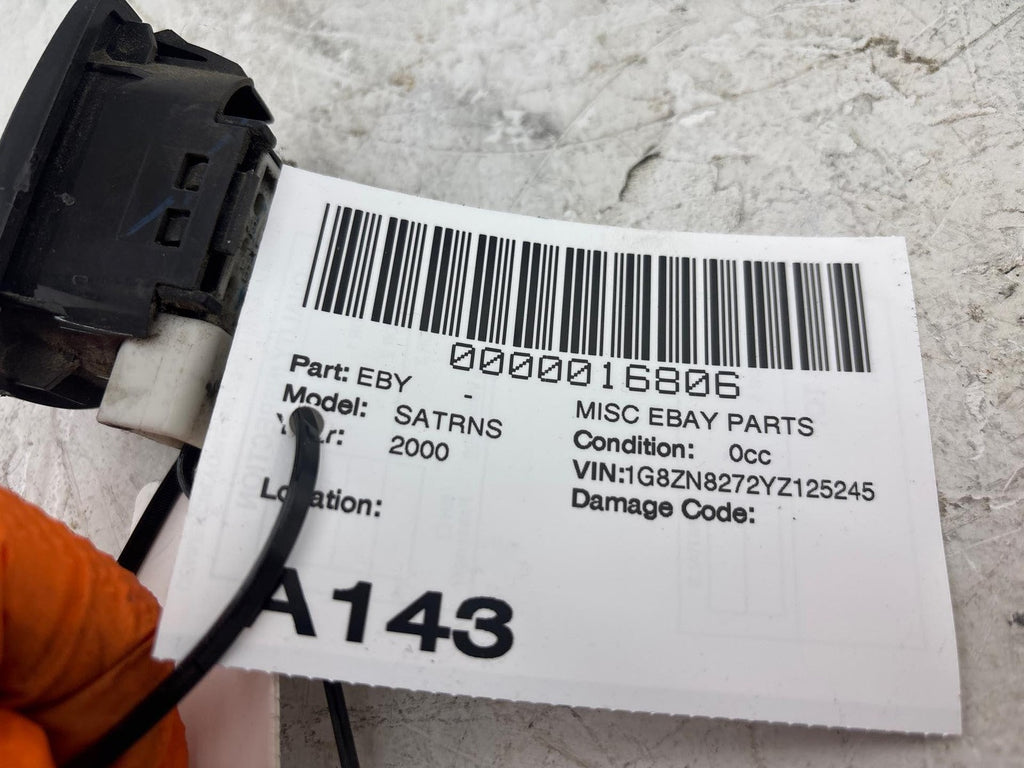 0000016806
Part: EBY - MISC EBAY PARTS
Model: SATRNS Condition: 0cc
2000 VIN:1G8ZN8272YZ125245
Location: Damage Code:
A143